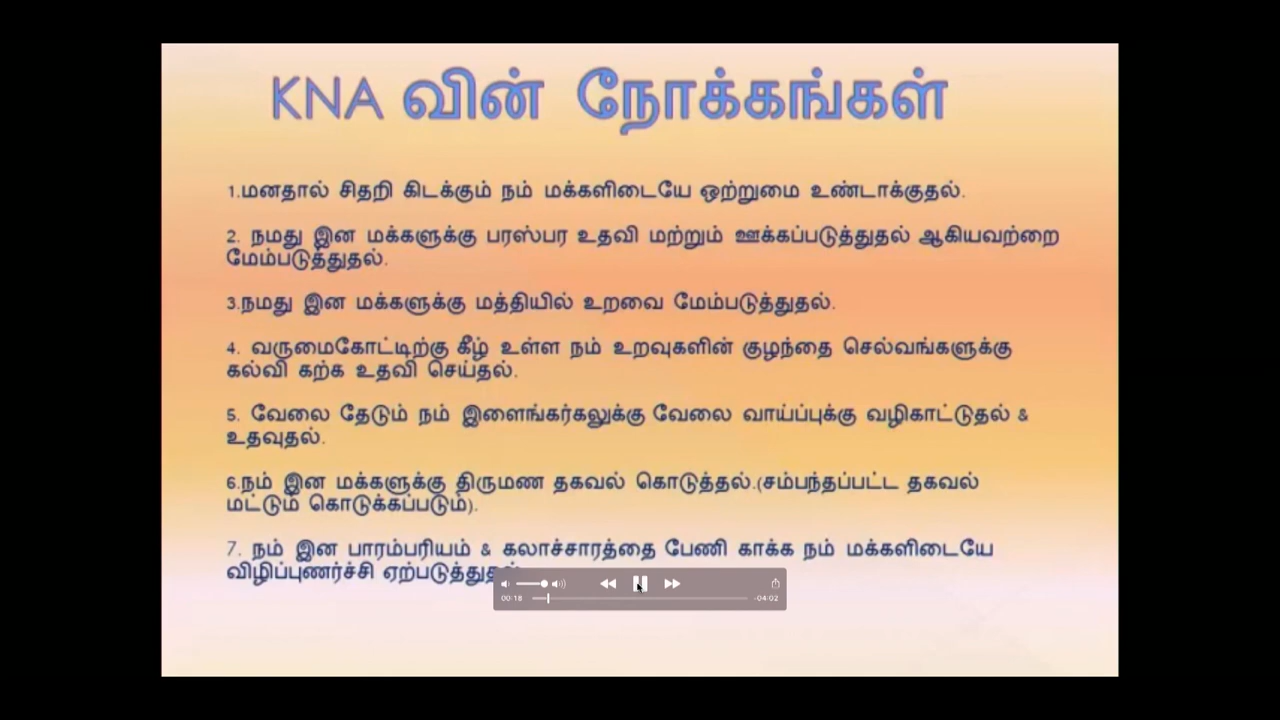 KNA வின் நோக்கங்கள்
1.மனதால் சிதறி கிடக்கும் நம் மக்களிடையே ஒற்றுமை உண்டாக்குதல்.
2. நமது இன மக்களுக்கு பரஸ்பர உதவி மற்றும் ஊக்கப்படுத்துதல் ஆகியவற்றை
மேம்படுத்துதல்.
3.நமது இன மக்களுக்கு மத்தியில் உறவை மேம்படுத்துதல்.
4. வருமைகோட்டிற்கு கீழ் உள்ள நம் உறவுகளின் குழந்தை செல்வங்களுக்கு
கல்வி கற்க உதவி செய்தல்.
5. வேலை தேடும் நம் இளைங்கர்கலுக்கு வேலை வாய்ப்புக்கு வழிகாட்டுதல் &
உதவுதல்.
6.நம் இன மக்களுக்கு திருமண தகவல் கொடுத்தல்.(சம்பந்தப்பட்ட தகவல்
மட்டும் கொடுக்கப்படும்).
7. நம் இன பாரம்பரியம் & கலாச்சாரத்தை பேணி காக்க நம் மக்களிடையே
விழிப்புணர்ச்சி
00:18 -04:02